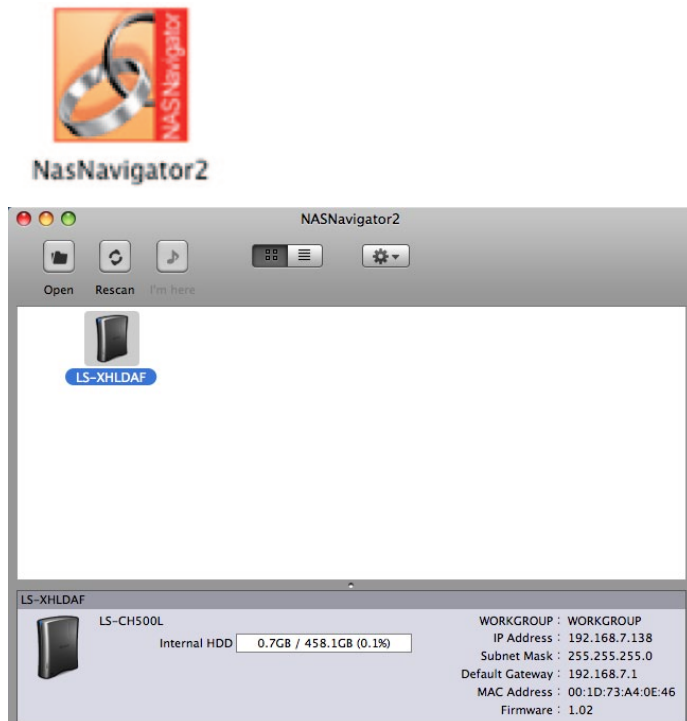 NASNavigator
NasNavigator2
NASNavigator2
Open Rescan I'm here
LS-XHLDAF
LS-XHLDAF
LS-CH500L
Internal HDD 0.7GB / 458.1GB (0.1%)
WORKGROUP : WORKGROUP
IP Address : 192.168.7.138
Subnet Mask : 255.255.255.0
Default Gateway : 192.168.7.1
MAC Address : 00:1D:73:A4:0E:46
Firmware : 1.02